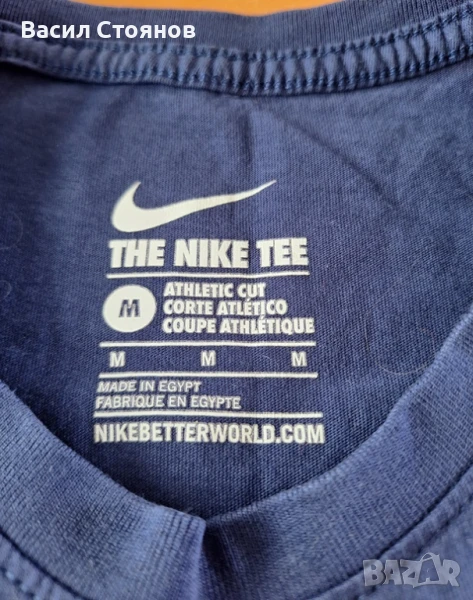 Васил Стоянов
THE NIKE TEE
M
ATHLETIC CUT
CORTE ATLÉTICO
COUPE ATHLÉTIQUE
M M M
MADE IN EGYPT
FABRIQUE EN EGYPTE
NIKEBETTERWORLD.COM
BAZAR